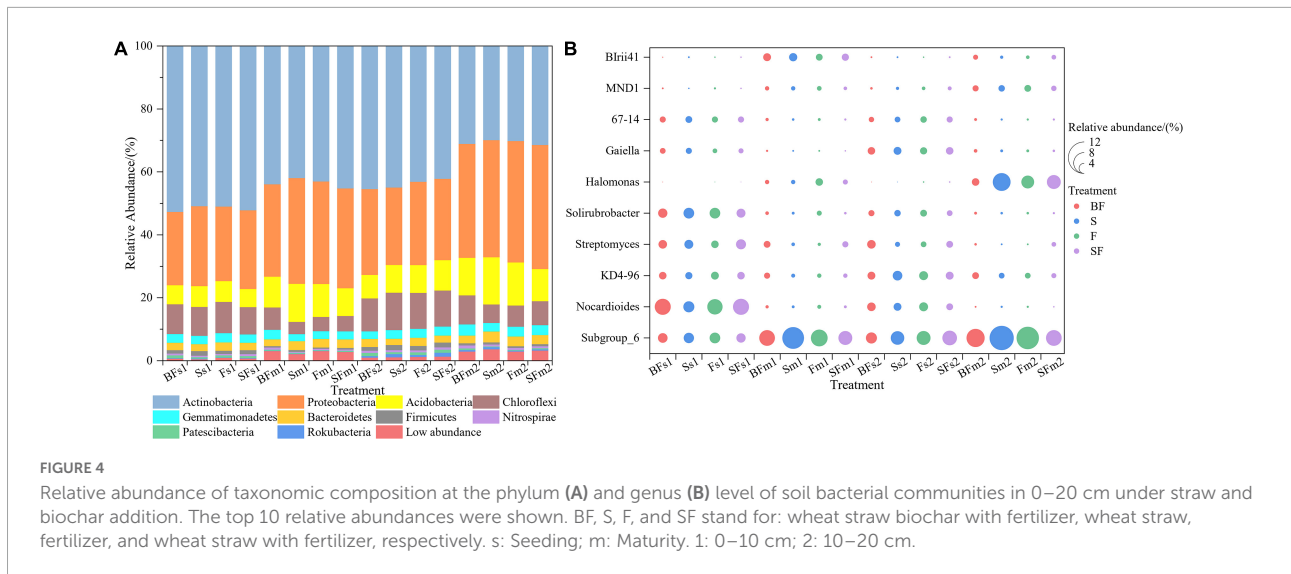 A
100
80
60
40
20
0
Relative Abundance/(%)
BFs1 Ss1 Fs1 SFs1 BFm1 Sm1 Fm1 SFm1 BFs2 Ss2 Fs2 SFs2 BFm2 Sm2 Fm2 SFm2
Treatment
Actinobacteria Proteobacteria Acidobacteria Chloroflexi
Gemmatimonadetes Bacteroidetes Firmicutes Nitrospirae
Patescibacteria Rokubacteria Low abundance
B
BIrii41
MND1
67-14
Gaiella
Halomonas
Solirubrobacter
Streptomyces
KD4-96
Nocardioides
Subgroup_6
BFs1 Ss1 Fs1 SFs1 BFm1 Sm1 Fm1 SFm1 BFs2 Ss2 Fs2 SFs2 BFm2 Sm2 Fm2 SFm2
Treatment
Relative abundance/(%)
12
8
4
Treatment
BF
S
F
SF
FIGURE 4
Relative abundance of taxonomic composition at the phylum (A) and genus (B) level of soil bacterial communities in 0–20 cm under straw and
biochar addition. The top 10 relative abundances were shown. BF, S, F, and SF stand for: wheat straw biochar with fertilizer, wheat straw,
fertilizer, and wheat straw with fertilizer, respectively. s: Seeding; m: Maturity. 1: 0–10 cm; 2: 10–20 cm.